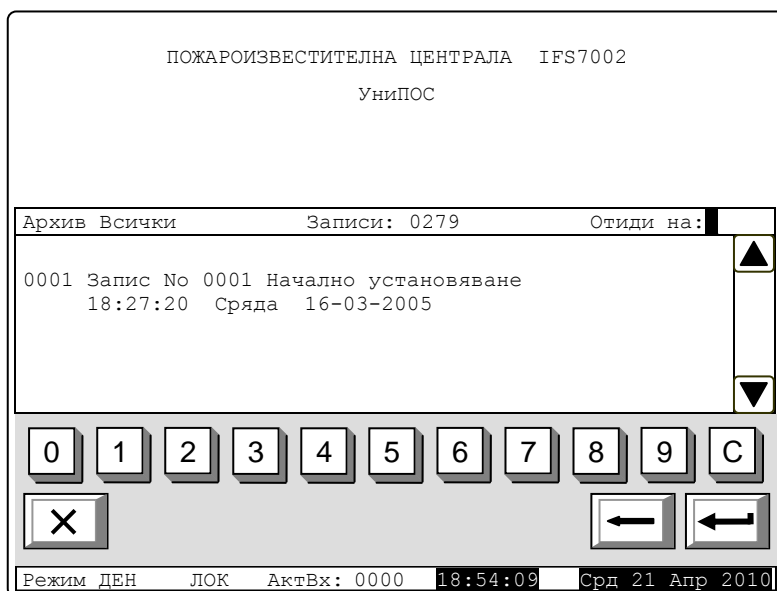 ПОЖАРОИЗВЕСТИТЕЛНА ЦЕНТРАЛА IFS7002
УниПОС
Архив Всички Записи: 0279 Отиди на:
0001 Запис No 0001 Начално установяване
18:27:20 Сряда 16-03-2005
0 1 2 3 4 5 6 7 8 9 C
Режим ДЕН ЛОК АктВх: 0000 18:54:09 Срд 21 Апр 2010